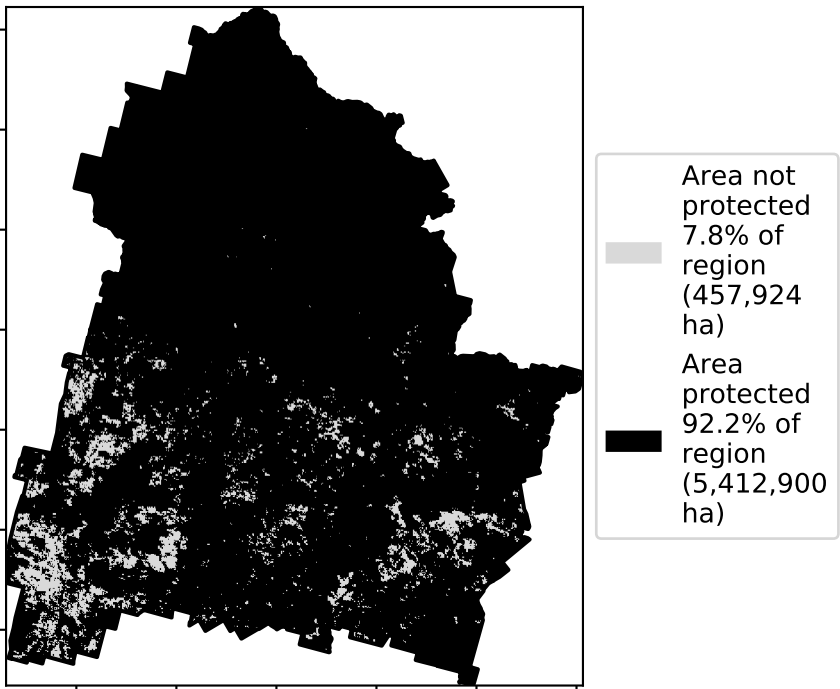 Area not
protected
7.8% of
region
(457,924
ha)
Area
protected
92.2% of
region
(5,412,900
ha)